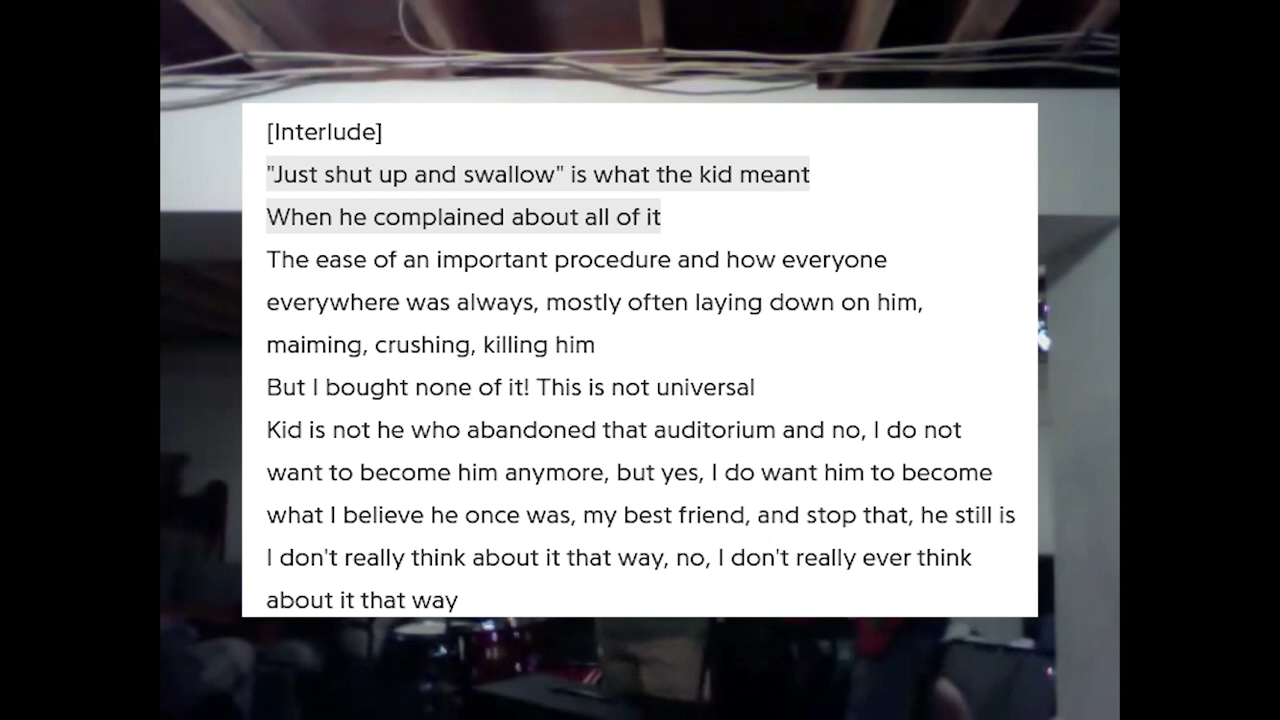 [Interlude]
"Just shut up and swallow" is what the kid meant
When he complained about all of it
The ease of an important procedure and how everyone
everywhere was always, mostly often laying down on him,
maiming, crushing, killing him
But I bought none of it! This is not universal
Kid is not he who abandoned that auditorium and no, I do not
want to become him anymore, but yes, I do want him to become
what I believe he once was, my best friend, and stop that, he still is
I don't really think about it that way, no, I don't really ever think
about it that way